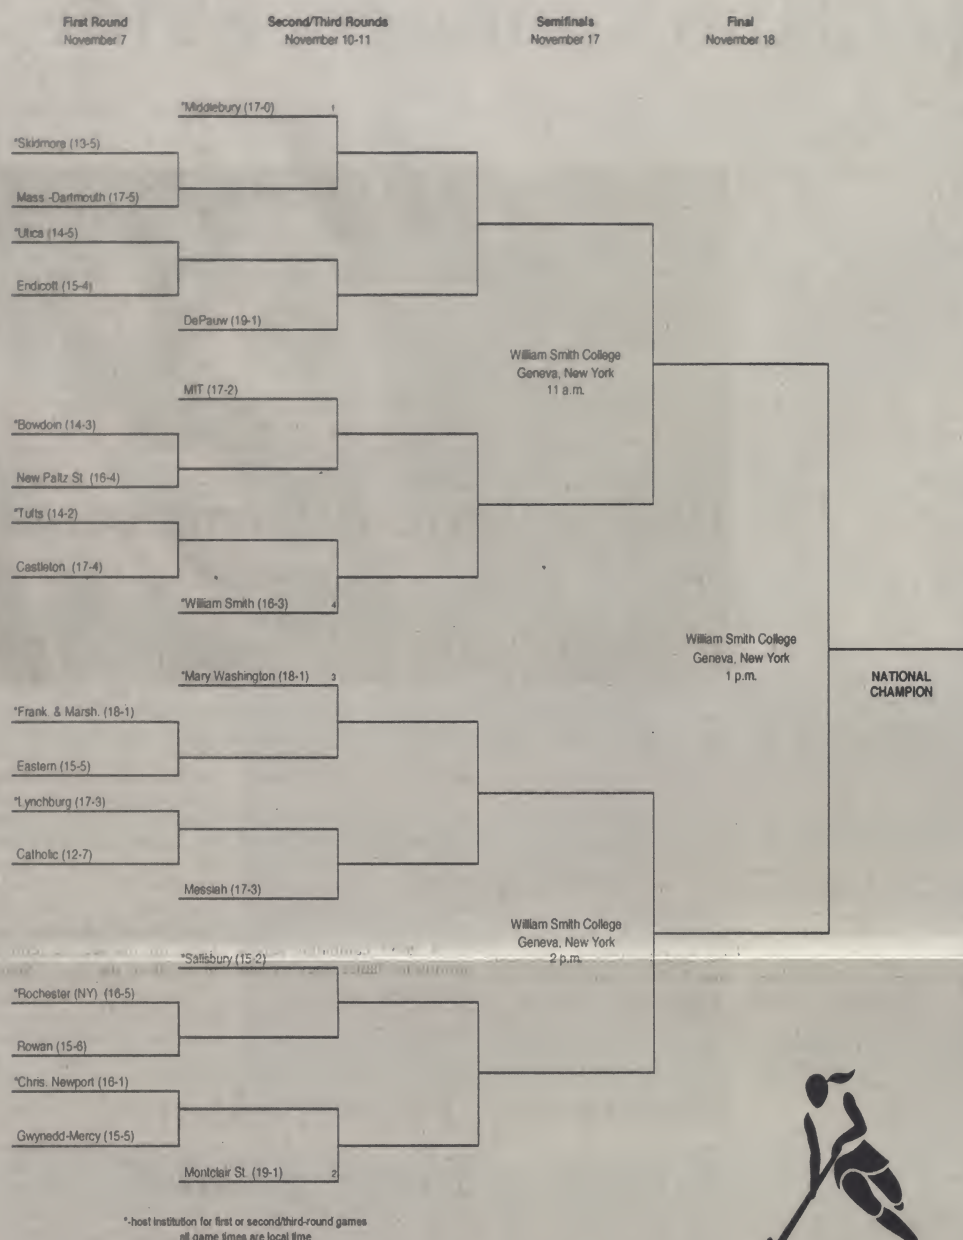 First Round
November 7
Second/Third Rounds
November 10-11
Semifinals
November 17
Final
November 18
*Middlebury (17-0) 1
*Skidmore (13-5)
Mass.-Dartmouth (17-5)
*Utica (14-5)
Endicott (15-4)
DePauw (19-1)
William Smith College
Geneva, New York
11 a.m.
MIT (17-2)
*Bowdoin (14-3)
New Paltz St. (16-4)
*Tufts (14-2)
Castleton (17-4)
*William Smith (16-3) 4
William Smith College
Geneva, New York
1 p.m.
NATIONAL
CHAMPION
*Mary Washington (18-1) 3
*Frank. & Marsh. (18-1)
Eastern (15-5)
*Lynchburg (17-3)
Catholic (12-7)
Messiah (17-3)
William Smith College
Geneva, New York
2 p.m.
*Salisbury (15-2)
*Rochester (NY) (16-5)
Rowan (15-6)
*Chris. Newport (16-1)
Gwynedd-Mercy (15-5)
Montclair St. (19-1) 2
*-host institution for first or second/third-round games
all game times are local time